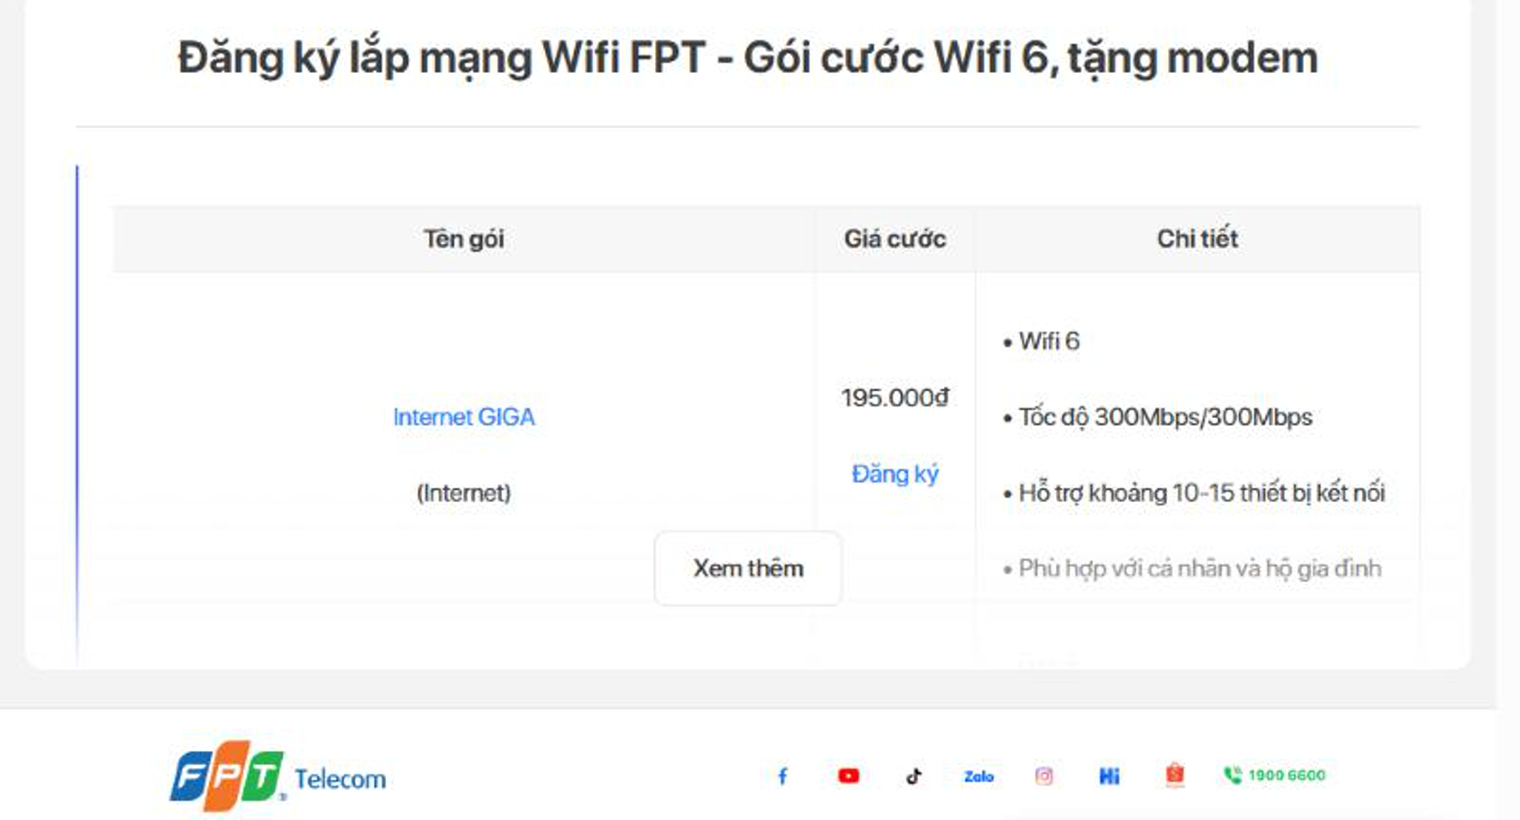 Đăng ký lắp mạng Wifi FPT - Gói cước Wifi 6, tặng modem
Tên gói
Giá cước
Chi tiết
Internet GIGA
(Internet)
195.000₫
Đăng ký
• Wifi 6
• Tốc độ 300Mbps/300Mbps
• Hỗ trợ khoảng 10-15 thiết bị kết nối
• Phù hợp với cá nhân và hộ gia đình
Xem thêm
FPT Telecom
Zalo
Hi
1900 6600